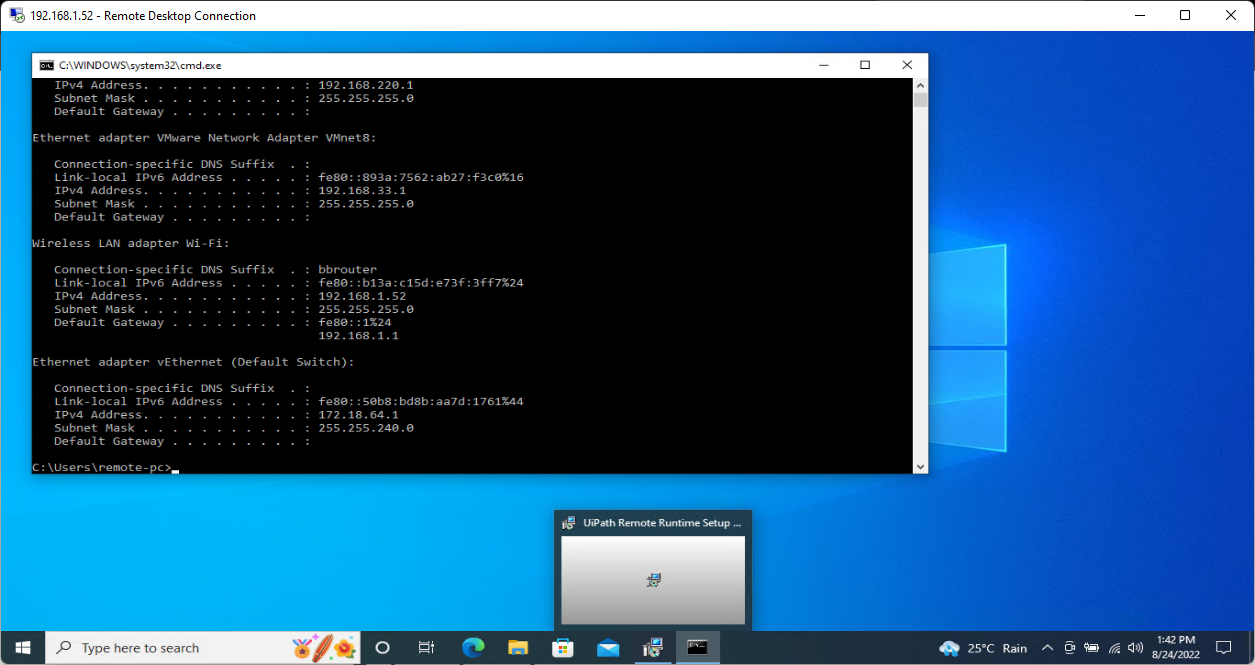 192.168.1.52 - Remote Desktop Connection
C:\WINDOWS\system32\cmd.exe
IPv4 Address. . . . . . . . . . . : 192.168.220.1
Subnet Mask . . . . . . . . . . . : 255.255.255.0
Default Gateway . . . . . . . . . :
Ethernet adapter VMware Network Adapter VMnet8:
Connection-specific DNS Suffix  . :
Link-local IPv6 Address . . . . . : fe80::893a:7562:ab27:f3c0%16
IPv4 Address. . . . . . . . . . . : 192.168.33.1
Subnet Mask . . . . . . . . . . . : 255.255.255.0
Default Gateway . . . . . . . . . :
Wireless LAN adapter Wi-Fi:
Connection-specific DNS Suffix  . : bbrouter
Link-local IPv6 Address . . . . . : fe80::b13a:c15d:e73f:3ff7%24
IPv4 Address. . . . . . . . . . . : 192.168.1.52
Subnet Mask . . . . . . . . . . . : 255.255.255.0
Default Gateway . . . . . . . . . : fe80::1%24
192.168.1.1
Ethernet adapter vEthernet (Default Switch):
Connection-specific DNS Suffix  . :
Link-local IPv6 Address . . . . . : fe80::50b8:bd8b:aa7d:1761%44
IPv4 Address. . . . . . . . . . . : 172.18.64.1
Subnet Mask . . . . . . . . . . . : 255.255.240.0
Default Gateway . . . . . . . . . :
C:\Users\remote-pc>
UiPath Remote Runtime Setup ...
Type here to search
25°C Rain
1:42 PM
8/24/2022